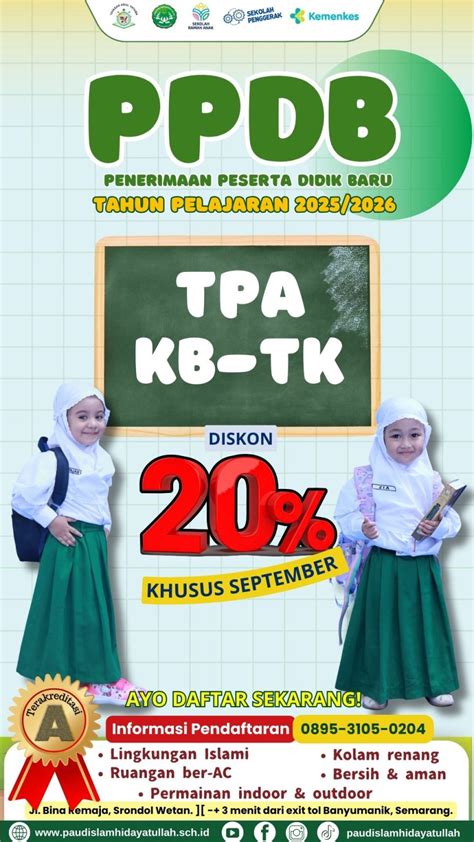 SEKOLAH
RAMAH ANAK
SEKOLAH
PENGGERAK
Kemenkes
PPDB
PENERIMAAN PESERTA DIDIK BARU
TAHUN PELAJARAN 2025/2026
TPA
KB-TK
DISKON
20%
KHUSUS SEPTEMBER
AYO DAFTAR SEKARANG!
Terakreditasi
A
Informasi Pendaftaran
0895-3105-0204
• Lingkungan Islami
• Kolam renang
• Ruangan ber-AC
• Bersih & aman
• Permainan indoor & outdoor
Jl. Bina Remaja, Srondol Wetan. ][ -+ 3 menit dari exit tol Banyumanik, Semarang.
www.paudislamhidayatullah.sch.id
paudislamhidayatullah